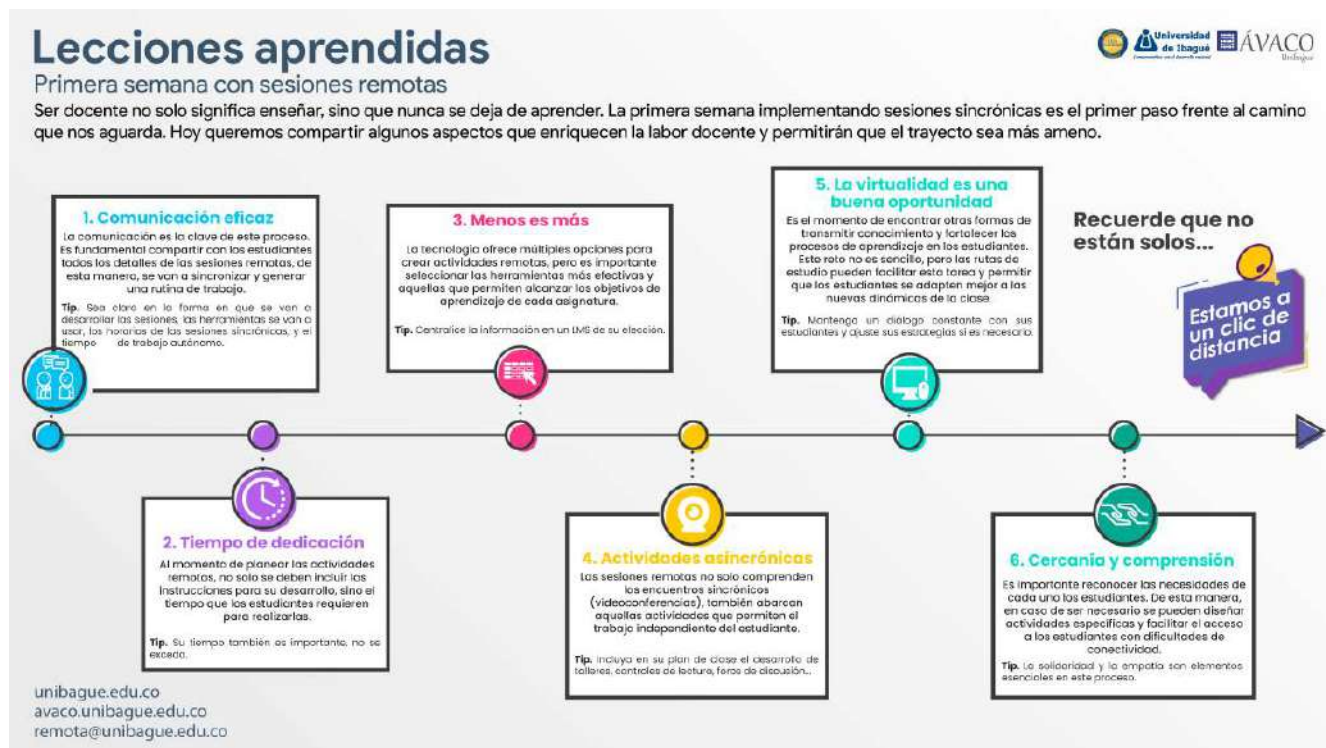 Lecciones aprendidas
Primera semana con sesiones remotas
Ser docente no solo significa enseñar, sino que nunca se deja de aprender. La primera semana implementando sesiones sincrónicas es el primer paso frente al camino
que nos aguarda. Hoy queremos compartir algunos aspectos que enriquecen la labor docente y permitirán que el trayecto sea más ameno.
Universidad
de Ibagué
ÁVACO
Unibagué
1. Comunicación eficaz
La comunicación es la clave de este proceso.
Es fundamental compartir con los estudiantes
todos los detalles de las sesiones remotas, de
esta manera, se van a sincronizar y generar
una rutina de trabajo.
Tip. Sea claro en la forma en que se van a
desarrollar las sesiones, las herramientas se van a
usar, los horarios de las sesiones sincrónicas, y el
tiempo de trabajo autónomo.
2. Tiempo de dedicación
Al momento de planear las actividades
remotas, no solo se deben incluir las
instrucciones para su desarrollo, sino el
tiempo que los estudiantes requieren
para realizarlas.
Tip. Su tiempo también es importante, no se
exceda.
3. Menos es más
La tecnología ofrece múltiples opciones para
crear actividades remotas, pero es importante
seleccionar las herramientas más efectivas y
aquellas que permiten alcanzar los objetivos de
aprendizaje de cada asignatura.
Tip. Centralice la información en un LMS de su elección.
4. Actividades asincrónicas
Las sesiones remotas no solo comprenden
los encuentros sincrónicos
(videoconferencias), también abarcan
aquellas actividades que permiten el
trabajo independiente del estudiante.
Tip. Incluya en su plan de clase el desarrollo de
talleres, controles de lectura, foros de discusión...
5. La virtualidad es una
buena oportunidad
Es el momento de encontrar otras formas de
transmitir conocimiento y fortalecer los
procesos de aprendizaje en los estudiantes.
Este reto no es sencillo, pero las rutas de
estudio pueden facilitar esta tarea y permitir
que los estudiantes se adapten mejor a las
nuevas dinámicas de la clase.
Tip. Mantenga un diálogo constante con sus
estudiantes y ajuste sus estrategias si es necesario.
6. Cercanía y comprensión
Es importante reconocer las necesidades de
cada uno los estudiantes. De esta manera,
en caso de ser necesario se pueden diseñar
actividades específicas y facilitar el acceso
a los estudiantes con dificultades de
conectividad.
Tip. La solidaridad y la empatía son elementos
esenciales en este proceso.
Recuerde que no
están solos...
Estamos a
un clic de
distancia
unibague.edu.co
avaco.unibague.edu.co
remota@unibague.edu.co